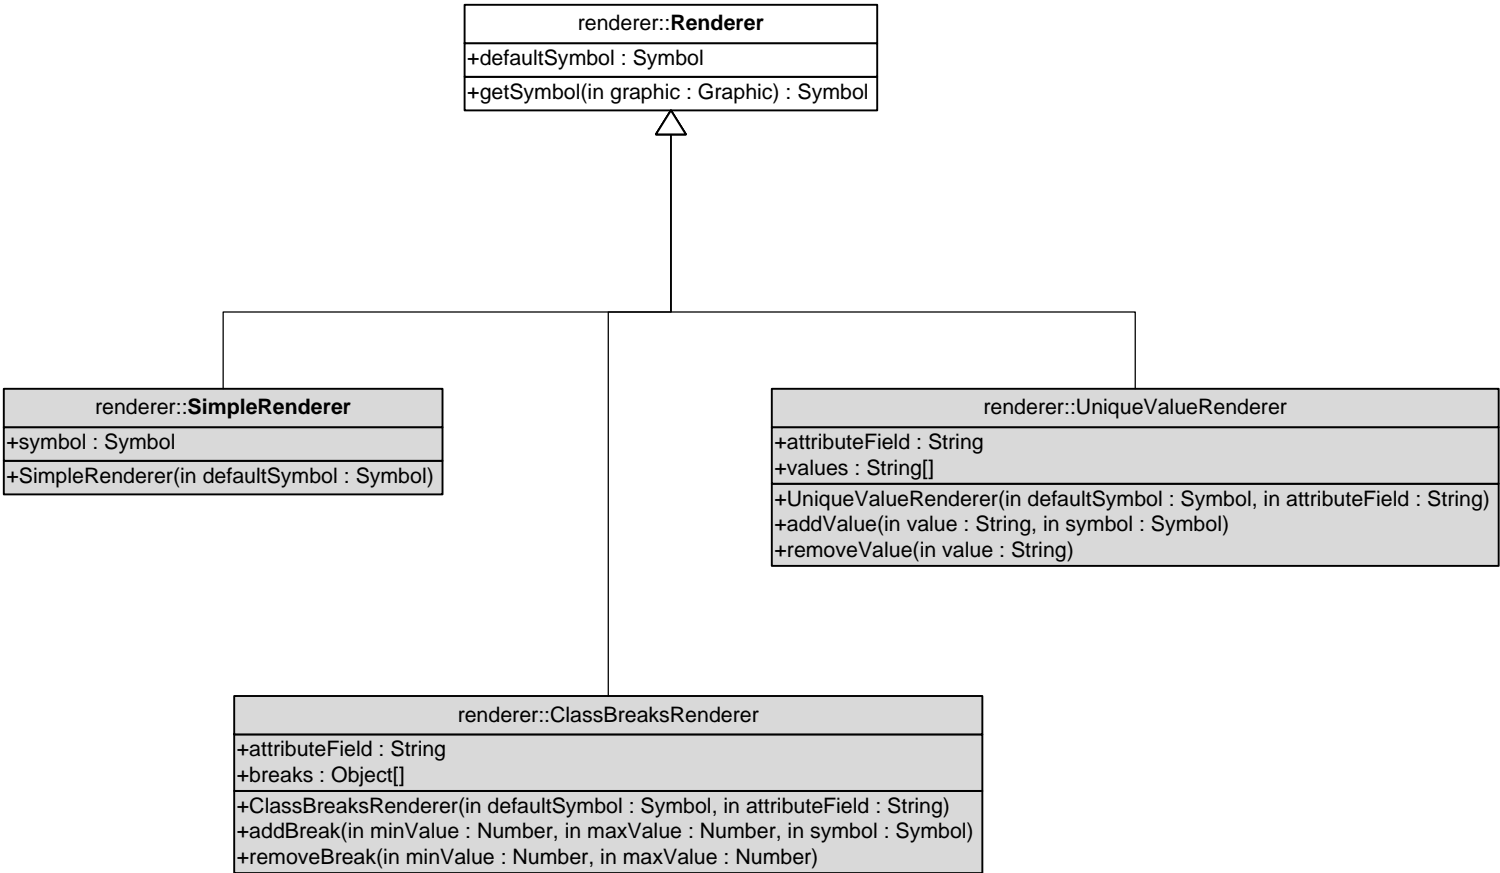 renderer::Renderer
+defaultSymbol : Symbol
+getSymbol(in graphic : Graphic) : Symbol
renderer::SimpleRenderer
+symbol : Symbol
+SimpleRenderer(in defaultSymbol : Symbol)
renderer::UniqueValueRenderer
+attributeField : String
+values : String[]
+UniqueValueRenderer(in defaultSymbol : Symbol, in attributeField : String)
+addValue(in value : String, in symbol : Symbol)
+removeValue(in value : String)
renderer::ClassBreaksRenderer
+attributeField : String
+breaks : Object[]
+ClassBreaksRenderer(in defaultSymbol : Symbol, in attributeField : String)
+addBreak(in minValue : Number, in maxValue : Number, in symbol : Symbol)
+removeBreak(in minValue : Number, in maxValue : Number)